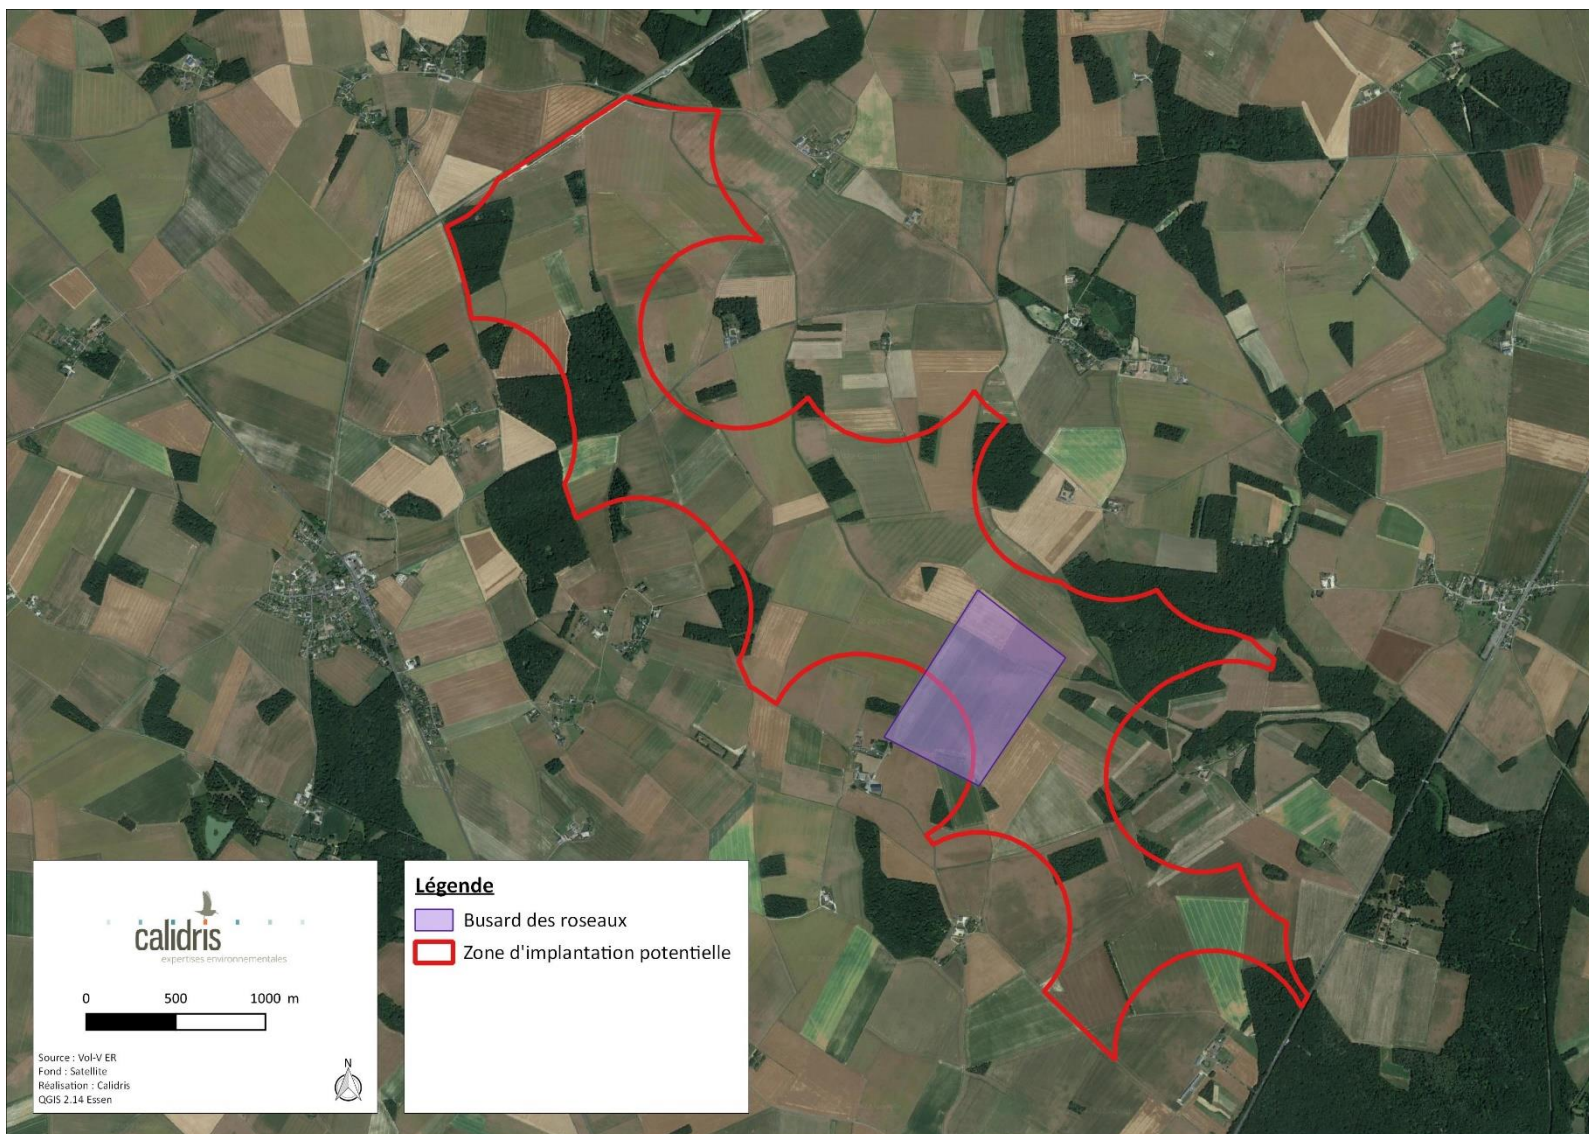 calidris
expertises environnementales
0 500 1000 m
Source : Vol-V ER
Fond : Satellite
Réalisation : Calidris
QGIS 2.14 Essen
N
Légende
Busard des roseaux
Zone d'implantation potentielle